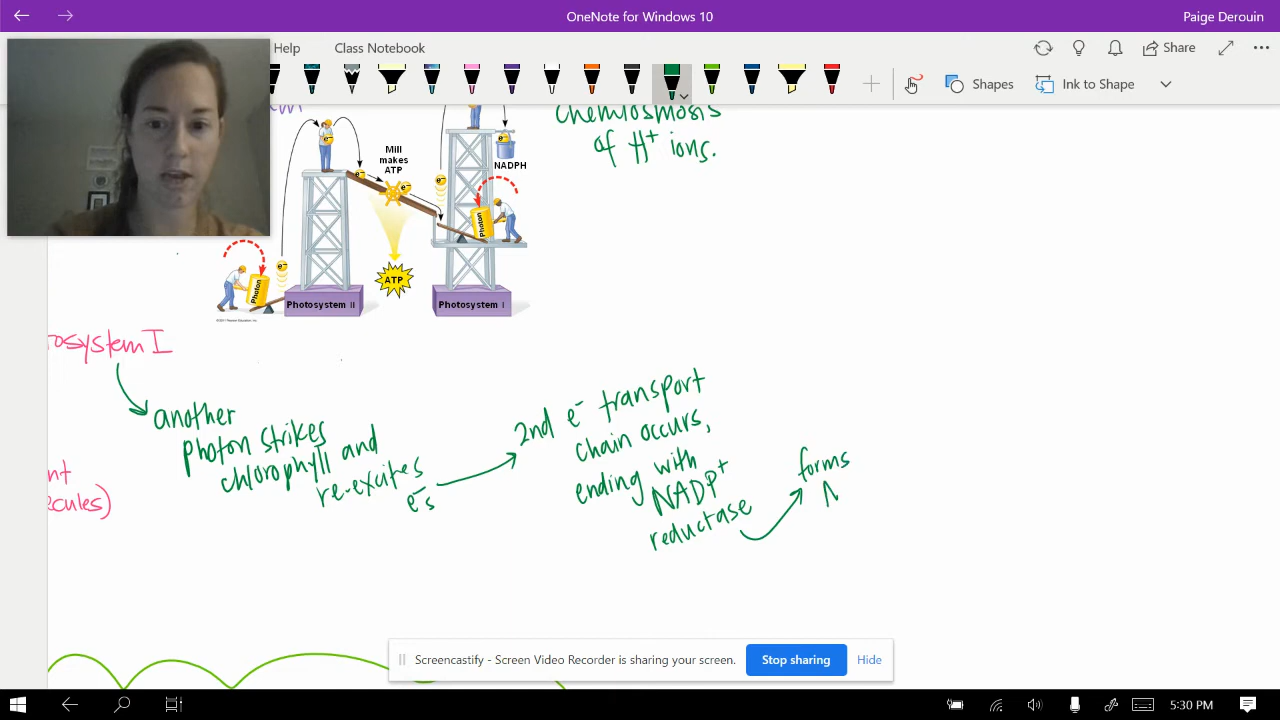 OneNote for Windows 10
Paige Derouin
Help
Class Notebook
Share
Shapes
Ink to Shape
Chemiosmosis
of H+ ions.
Mill
makes
ATP
e-
e-
e-
e-
e-
NADPH
Photon
Photon
ATP
Photosystem II
Photosystem I
osystem I
another
photon strikes
chlorophyll and
re-excites
e-s
2nd e- transport
chain occurs,
ending with
NADP+
reductase
forms
nt
cules)
Screencastify - Screen Video Recorder is sharing your screen.
Stop sharing
Hide
5:30 PM